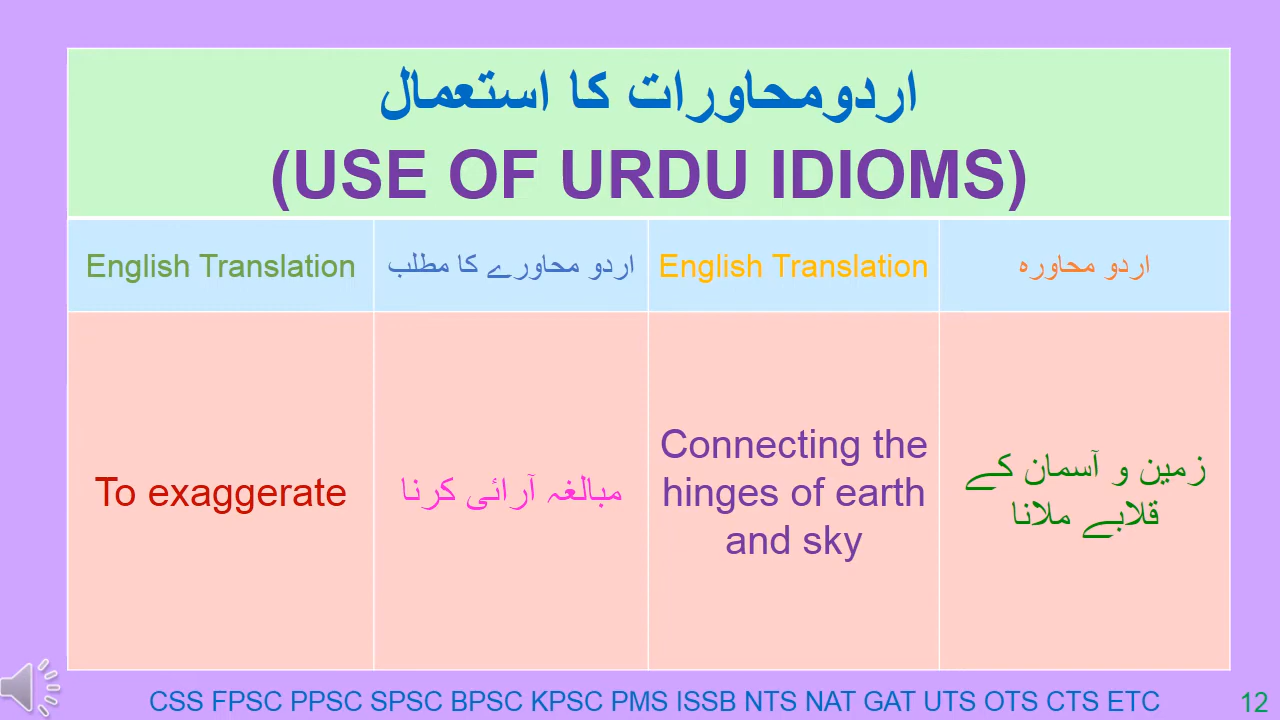 اردومحاورات کا استعمال
(USE OF URDU IDIOMS)
English Translation
اردو محاورے کا مطلب
English Translation
اردو محاورہ
To exaggerate
مبالغہ آرائی کرنا
Connecting the
hinges of earth
and sky
زمین و آسمان کے
قلابے ملانا
CSS FPSC PPSC SPSC BPSC KPSC PMS ISSB NTS NAT GAT UTS OTS CTS ETC
12